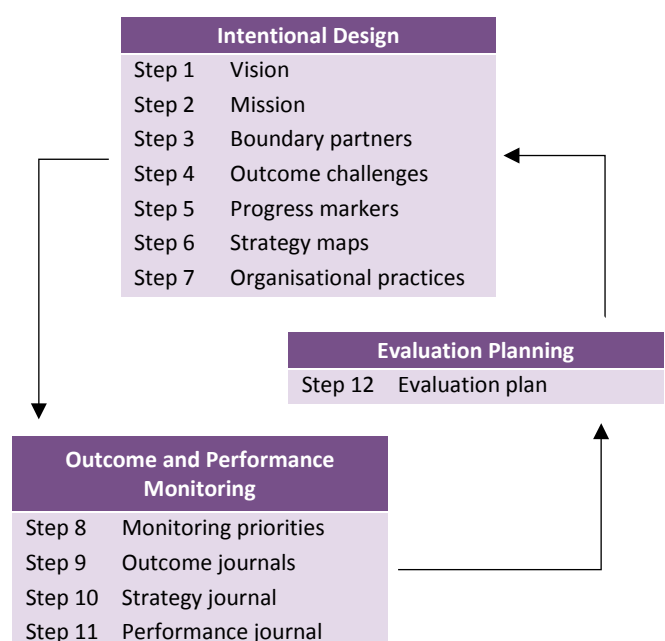 Intentional Design
Step 1 Vision
Step 2 Mission
Step 3 Boundary partners
Step 4 Outcome challenges
Step 5 Progress markers
Step 6 Strategy maps
Step 7 Organisational practices
Evaluation Planning
Step 12 Evaluation plan
Outcome and Performance
Monitoring
Step 8 Monitoring priorities
Step 9 Outcome journals
Step 10 Strategy journal
Step 11 Performance journal